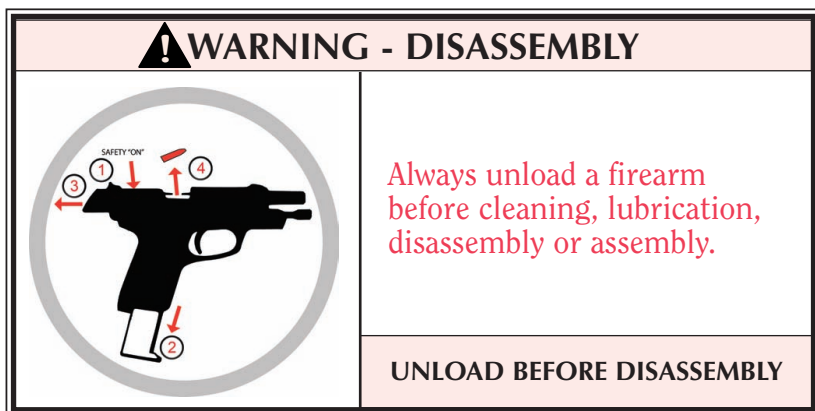 WARNING - DISASSEMBLY
SAFETY "ON"
1
4
3
2
Always unload a firearm
before cleaning, lubrication,
disassembly or assembly.
UNLOAD BEFORE DISASSEMBLY